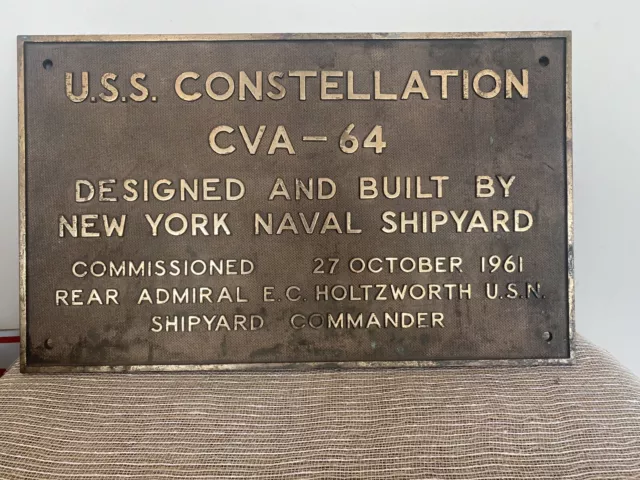 U.S.S. CONSTELLATION
CVA-64
DESIGNED AND BUILT BY
NEW YORK NAVAL SHIPYARD
COMMISSIONED 27 OCTOBER 1961
REAR ADMIRAL E.C. HOLTZWORTH U.S.N.
SHIPYARD COMMANDER